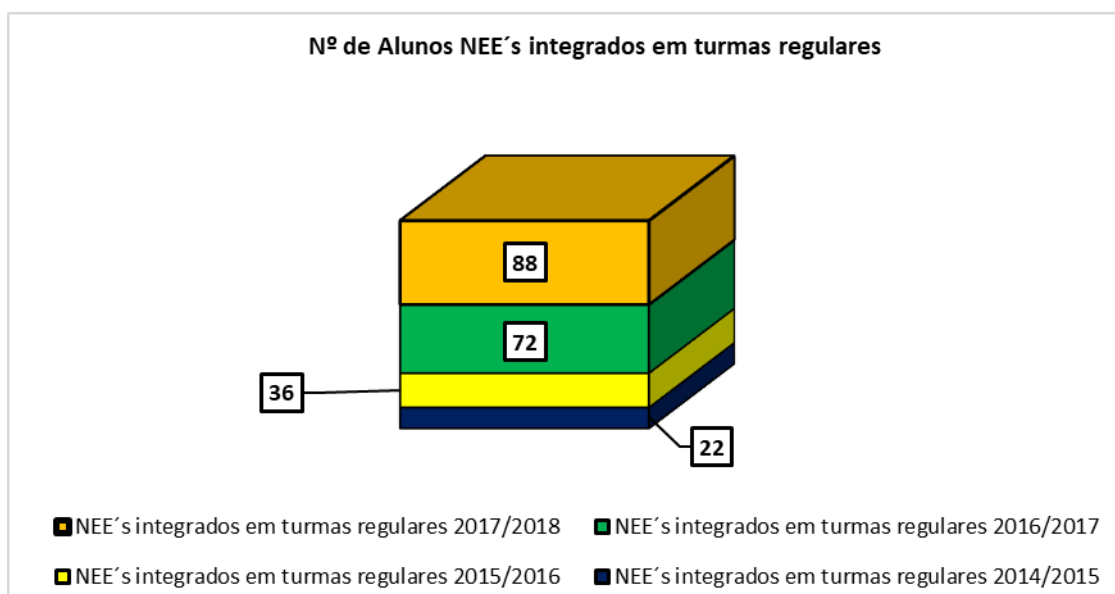 Nº de Alunos NEE´s integrados em turmas regulares
88
72
36
22
NEE´s integrados em turmas regulares 2017/2018
NEE´s integrados em turmas regulares 2016/2017
NEE´s integrados em turmas regulares 2015/2016
NEE´s integrados em turmas regulares 2014/2015